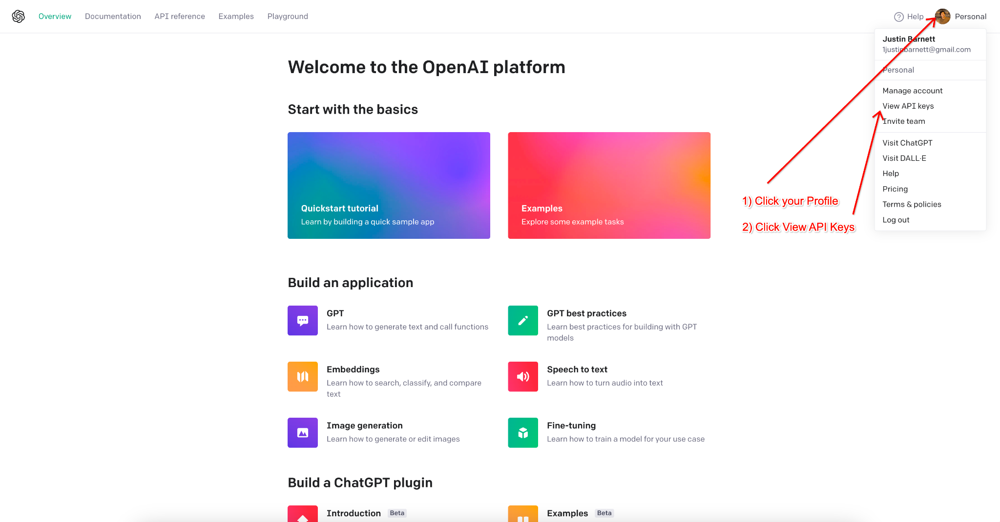 Overview Documentation API reference Examples Playground Help Personal
Justin Barnett
1justinbarnett@gmail.com
Personal
Manage account
View API keys
Invite team
Visit ChatGPT
Visit DALL·E
Help
Pricing
Terms & policies
Log out
Welcome to the OpenAI platform
Start with the basics
Quickstart tutorial
Learn by building a quick sample app
Examples
Explore some example tasks
1) Click your Profile
2) Click View API Keys
Build an application
GPT
Learn how to generate text and call functions
GPT best practices
Learn best practices for building with GPT
models
Embeddings
Learn how to search, classify, and compare
text
Speech to text
Learn how to turn audio into text
Image generation
Learn how to generate or edit images
Fine-tuning
Learn how to train a model for your use case
Build a ChatGPT plugin
Introduction Beta
Examples Beta